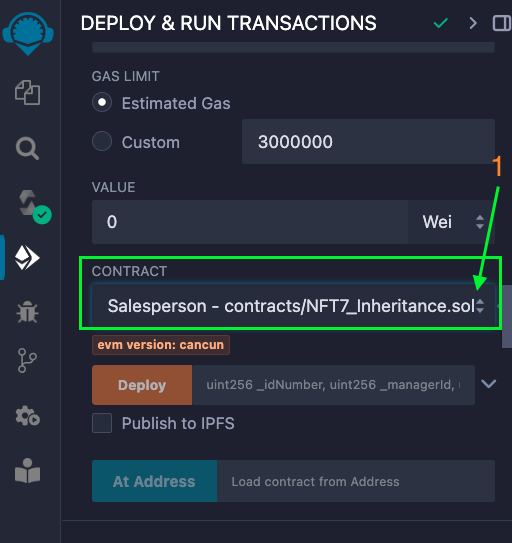 DEPLOY & RUN TRANSACTIONS
GAS LIMIT
Estimated Gas
Custom
3000000
1
VALUE
0
Wei
CONTRACT
Salesperson - contracts/NFT7_Inheritance.sol
evm version: cancun
Deploy
uint256 _idNumber, uint256 _managerId,
Publish to IPFS
At Address
Load contract from Address